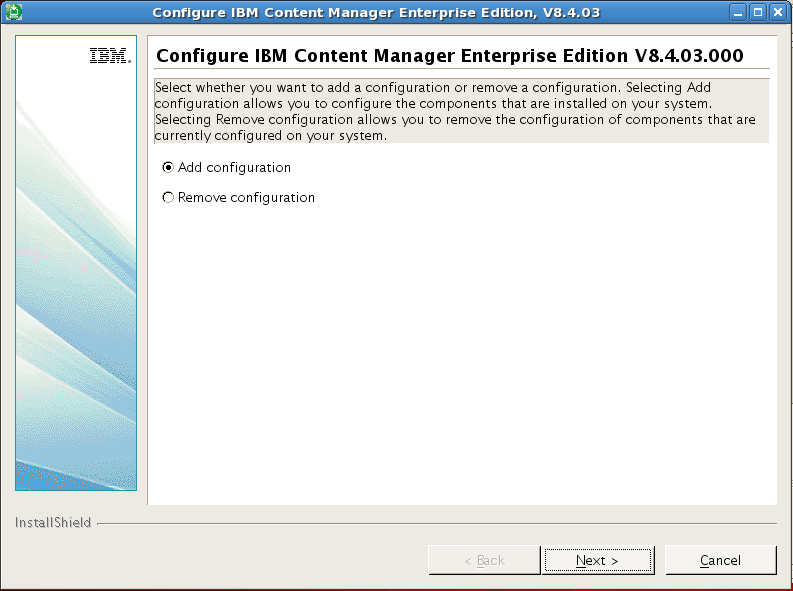 Configure IBM Content Manager Enterprise Edition, V8.4.03
IBM.
Configure IBM Content Manager Enterprise Edition V8.4.03.000
Select whether you want to add a configuration or remove a configuration. Selecting Add
configuration allows you to configure the components that are installed on your system.
Selecting Remove configuration allows you to remove the configuration of components that are
currently configured on your system.
Add configuration
Remove configuration
InstallShield
< Back
Next >
Cancel